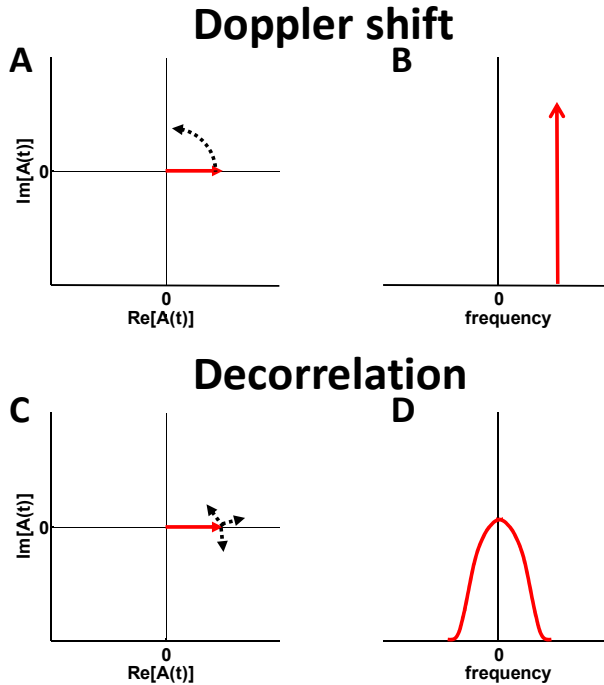 Doppler shift
A
B
Im[A(t)]
0
0
0
Re[A(t)]
frequency
Decorrelation
C
D
Im[A(t)]
0
0
0
Re[A(t)]
frequency